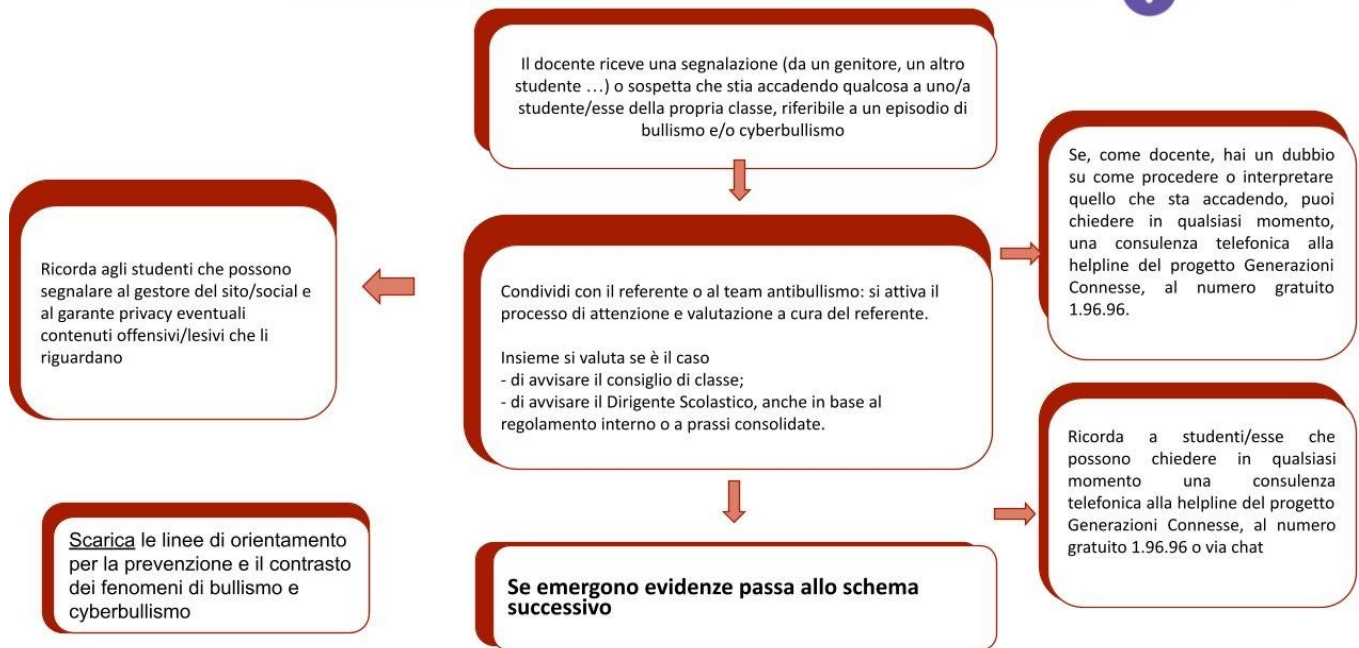 Il docente riceve una segnalazione (da un genitore, un altro
studente …) o sospetta che stia accadendo qualcosa a uno/a
studente/esse della propria classe, riferibile a un episodio di
bullismo e/o cyberbullismo
Se, come docente, hai un dubbio
su come procedere o interpretare
quello che sta accadendo, puoi
chiedere in qualsiasi momento,
una consulenza telefonica alla
helpline del progetto Generazioni
Connesse, al numero gratuito
1.96.96.
Ricorda agli studenti che possono
segnalare al gestore del sito/social e
al garante privacy eventuali
contenuti offensivi/lesivi che li
riguardano
Condividi con il referente o al team antibullismo: si attiva il
processo di attenzione e valutazione a cura del referente.
Insieme si valuta se è il caso
- di avvisare il consiglio di classe;
- di avvisare il Dirigente Scolastico, anche in base al
regolamento interno o a prassi consolidate.
Ricorda a studenti/esse che
possono chiedere in qualsiasi
momento una consulenza
telefonica alla helpline del progetto
Generazioni Connesse, al numero
gratuito 1.96.96 o via chat
Scarica le linee di orientamento
per la prevenzione e il contrasto
dei fenomeni di bullismo e
cyberbullismo
Se emergono evidenze passa allo schema
successivo